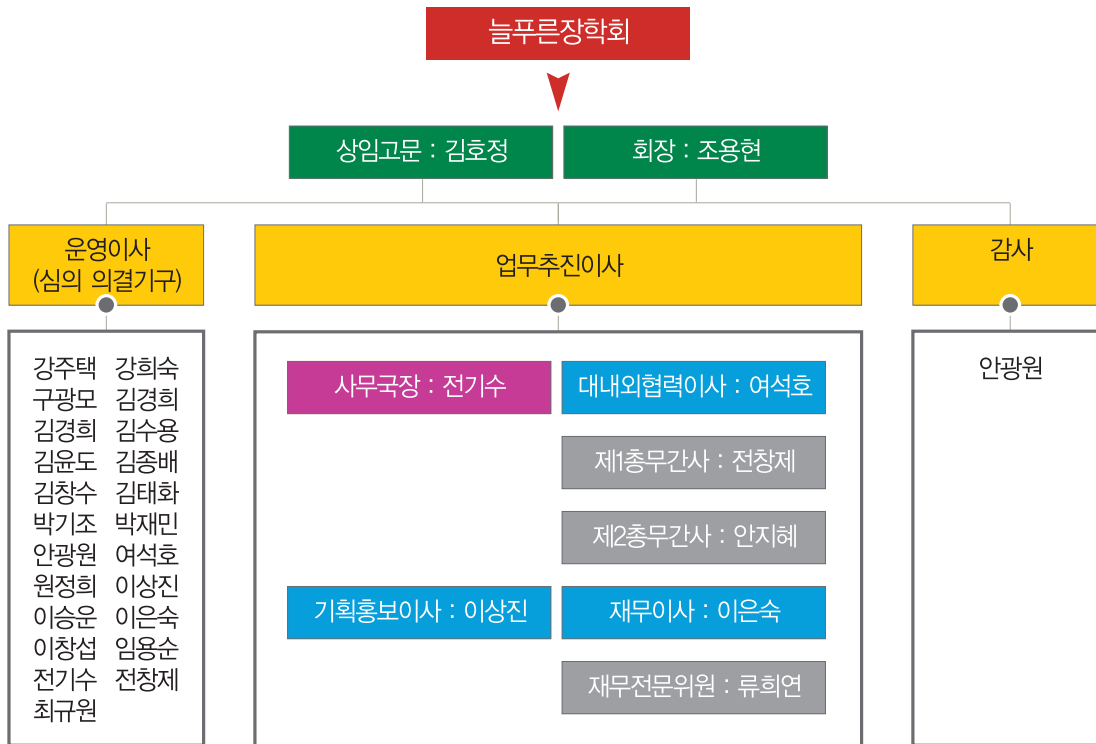 늘푸른장학회
상임고문 : 김호정
회장 : 조용현
운영이사
(심의 의결기구)
업무추진이사
감사
강주택 강희숙
구광모 김경희
김경희 김수용
김윤도 김종배
김창수 김태화
박기조 박재민
안광원 여석호
원정희 이상진
이승운 이은숙
이창섭 임용순
전기수 전창제
최규원
사무국장 : 전기수
대내외협력이사 : 여석호
제1총무간사 : 전창제
제2총무간사 : 안지혜
기획홍보이사 : 이상진
재무이사 : 이은숙
재무전문위원 : 류희연
안광원